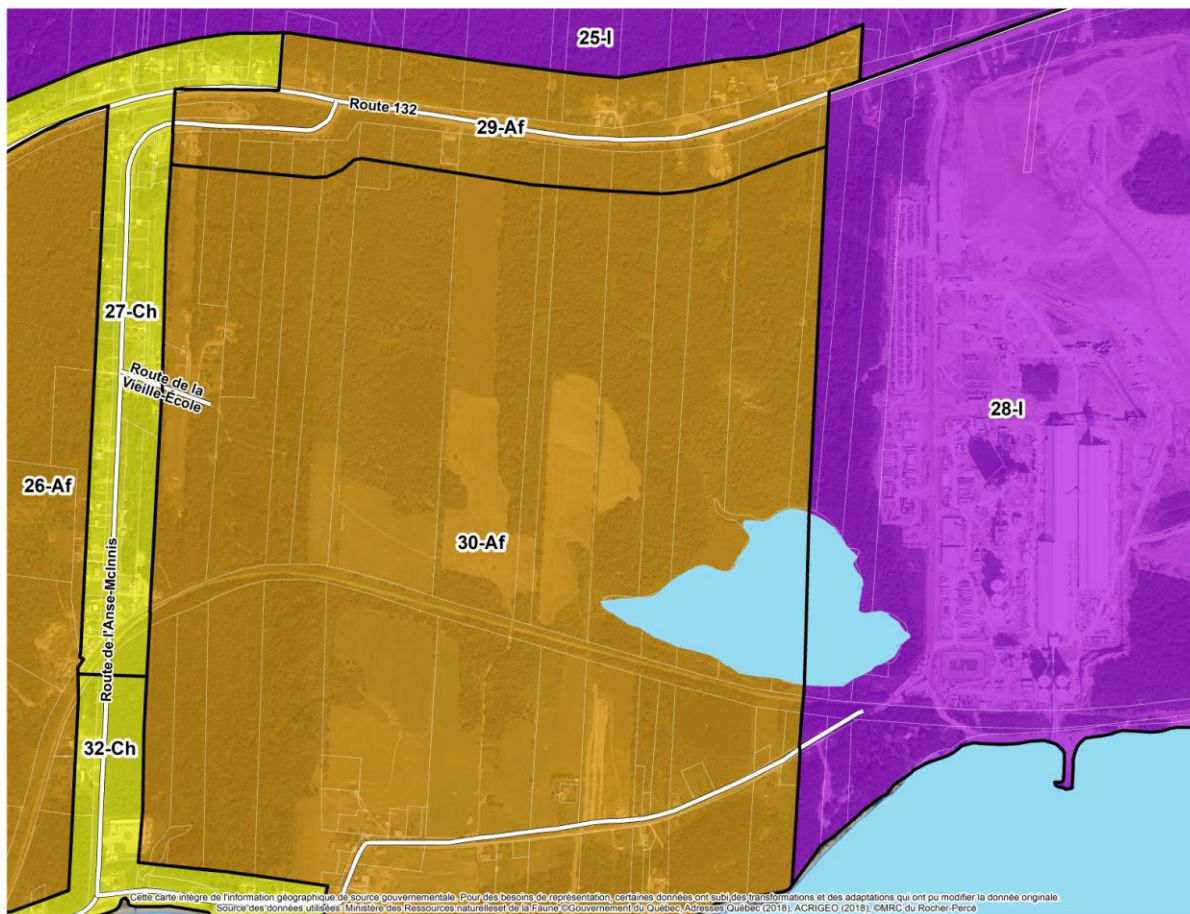 25-I
Route 132
29-Af
27-Ch
Route de la
Vieille-École
28-I
26-Af
30-Af
Route de l'Anse-McInnis
32-Ch
Cette carte intègre de l'information géographique de source gouvernementale. Pour des besoins de représentation, certaines données ont subi des transformations et des adaptations qui ont pu modifier la donnée originale.
Source des données utilisées: Ministère des Ressources naturelleset de la Faune ©Gouvernement du Québec, Adresses Québec (2018), ACRIGEO (2018), ©MRC du Rocher-Percé